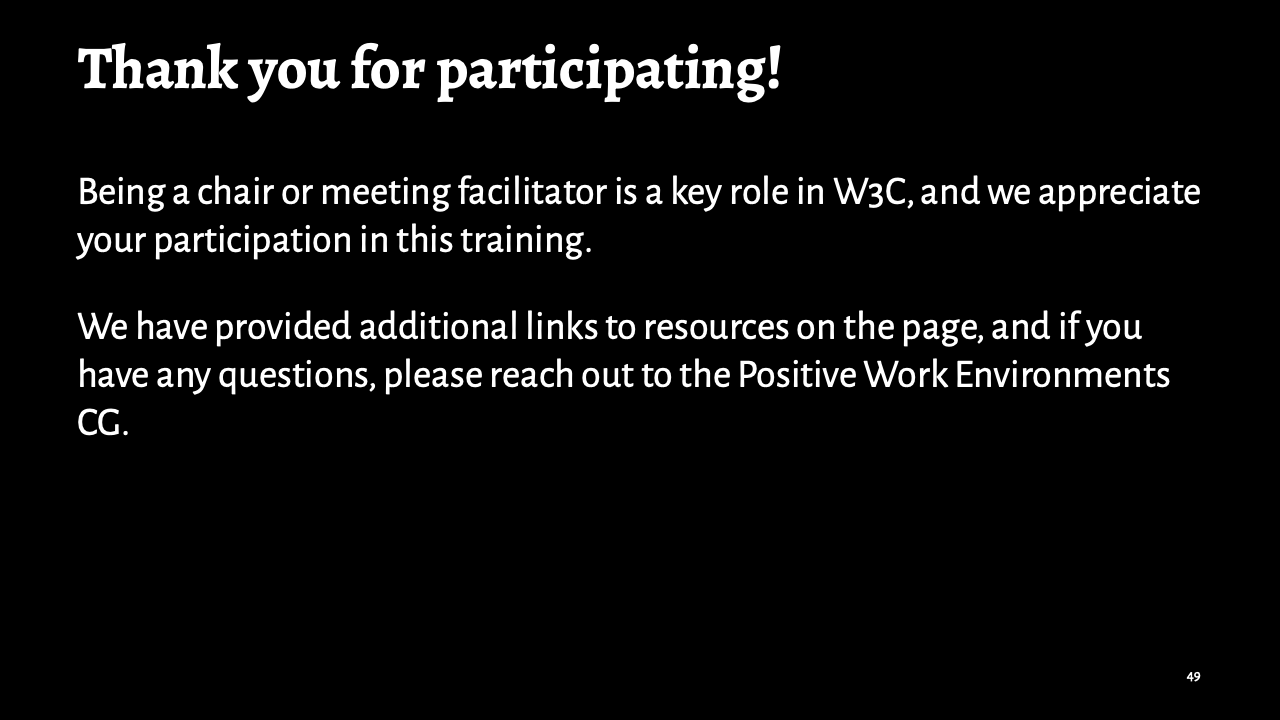 Thank you for participating!
Being a chair or meeting facilitator is a key role in W3C, and we appreciate
your participation in this training.
We have provided additional links to resources on the page, and if you
have any questions, please reach out to the Positive Work Environments
CG.
49